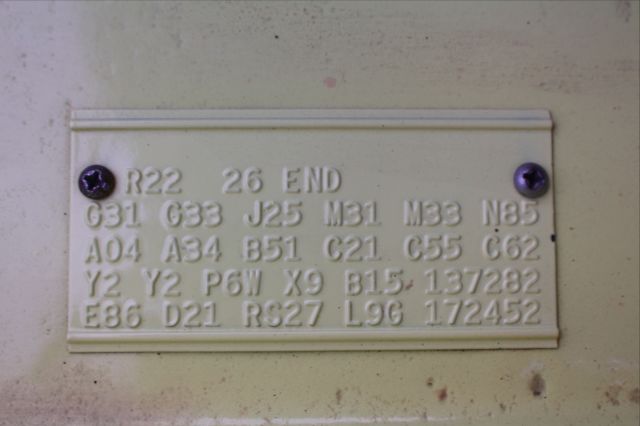 R22 26 END
G31 G33 J25 M31 M33 N85
A04 A34 B51 C21 C55 C62
Y2 Y2 P6W X9 B15 137282
E86 D21 RS27 L9G 172452